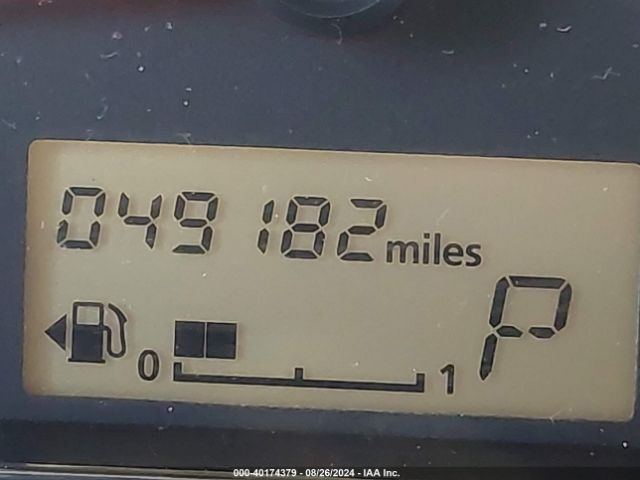 049182 miles
P
0 1
000-40174379 - 08/26/2024 - IAA Inc.